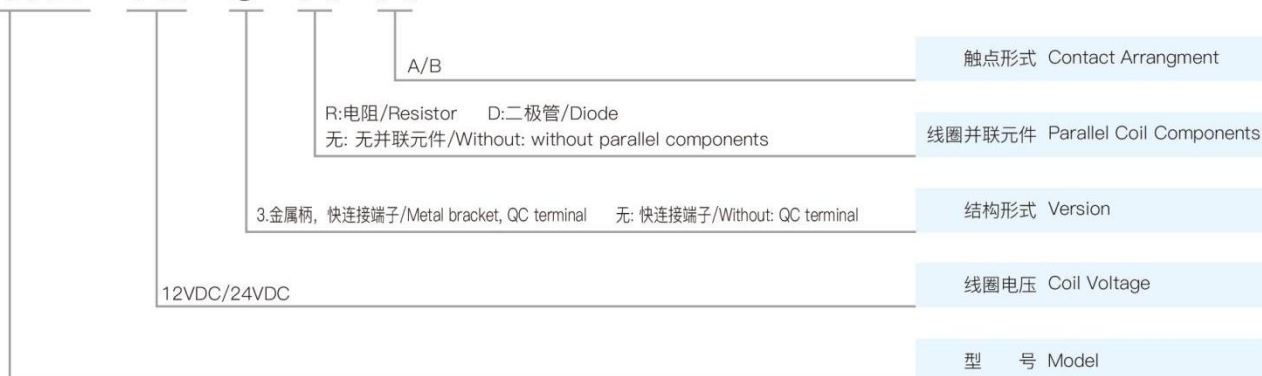 A/B
触点形式 Contact Arrangment
R:电阻/Resistor D:二极管/Diode
无: 无并联元件/Without: without parallel components
线圈并联元件 Parallel Coil Components
3.金属柄, 快连接端子/Metal bracket, QC terminal 无: 快连接端子/Without: QC terminal
结构形式 Version
12VDC/24VDC
线圈电压 Coil Voltage
型 号 Model